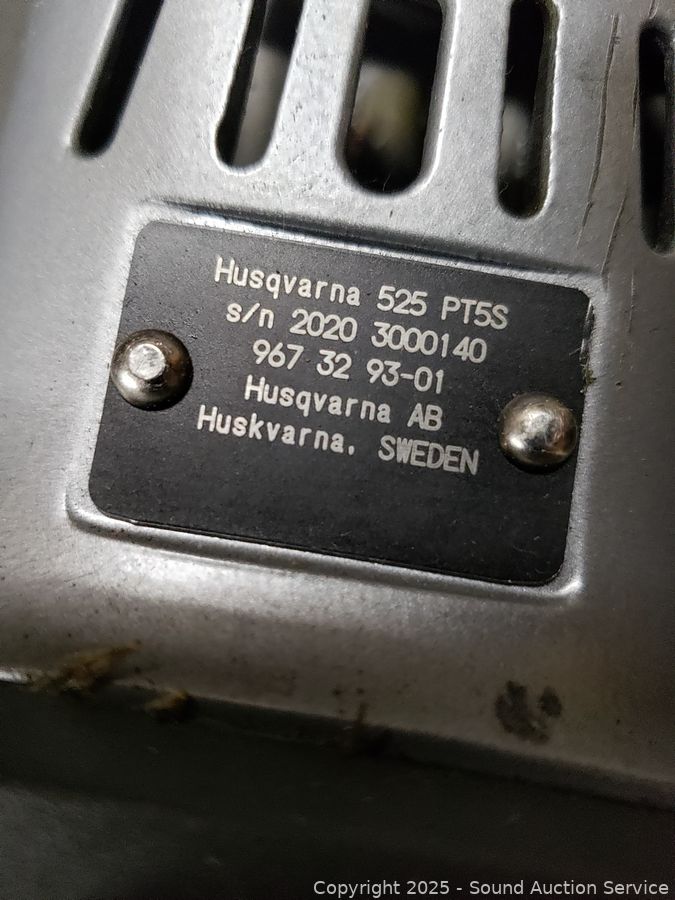 Husqvarna 525 PT5S
s/n 2020 3000140
967 32 93-01
Husqvarna AB
Huskvarna, SWEDEN
Copyright 2025 - Sound Auction Service